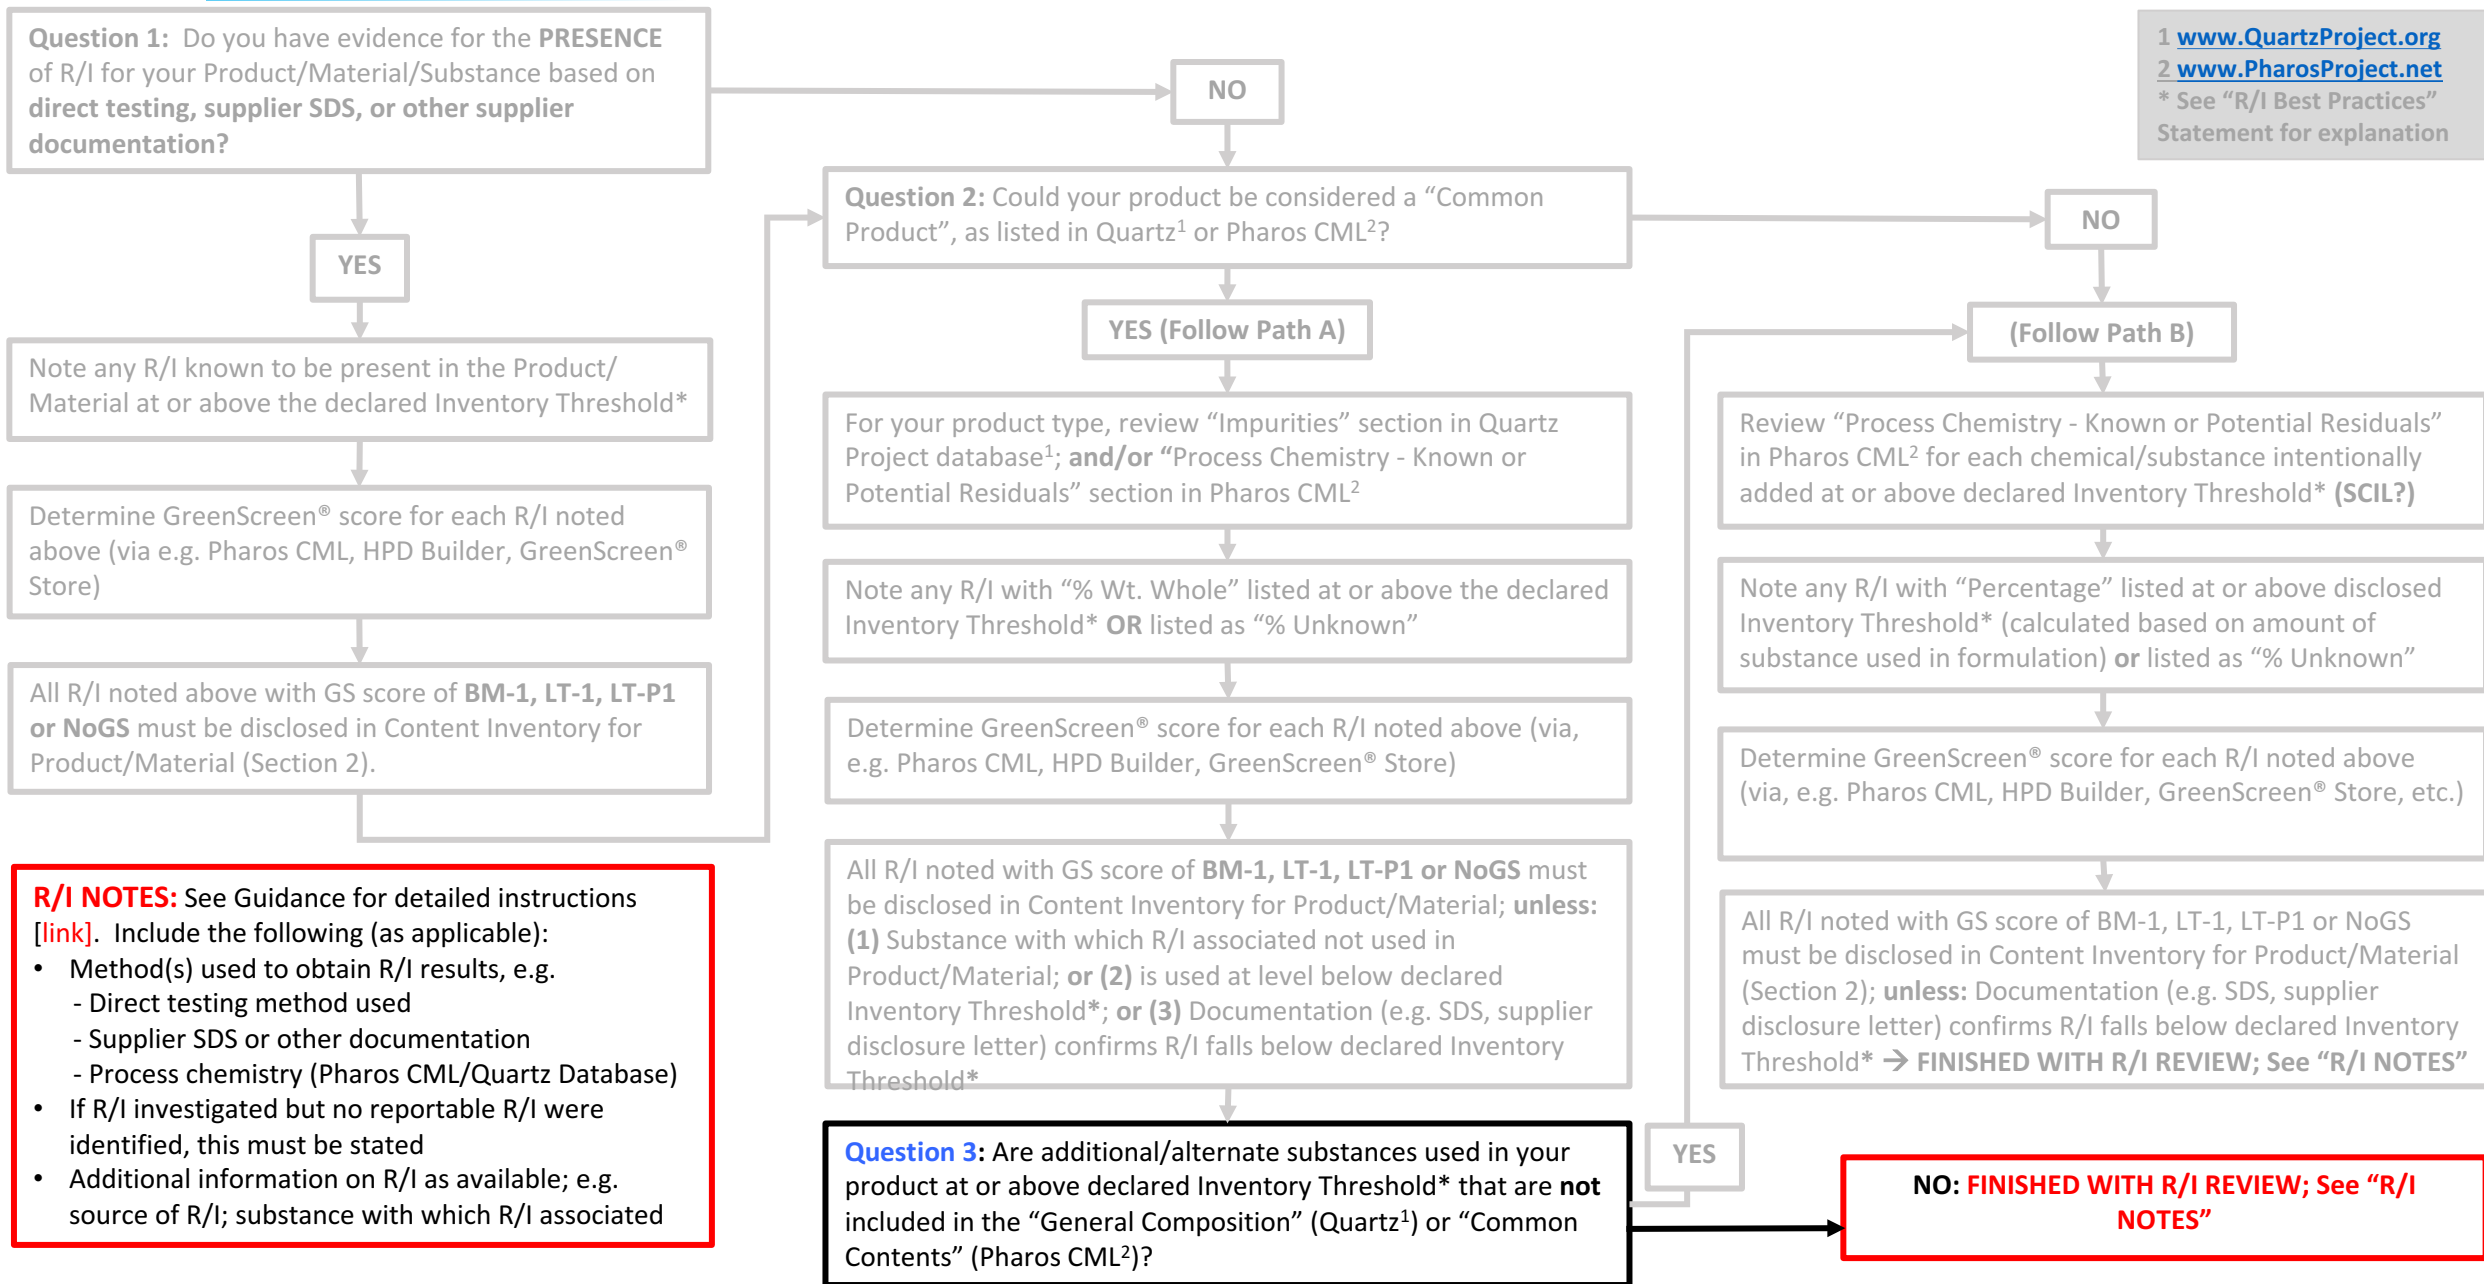 Question 1: Do you have evidence for the PRESENCE
of R/I for your Product/Material/Substance based on
direct testing, supplier SDS, or other supplier
documentation?
NO
1 www.QuartzProject.org
2 www.PharosProject.net
* See “R/I Best Practices”
Statement for explanation
YES
Note any R/I known to be present in the Product/
Material at or above the declared Inventory Threshold*
Determine GreenScreen® score for each R/I noted
above (via e.g. Pharos CML, HPD Builder, GreenScreen®
Store)
All R/I noted above with GS score of BM-1, LT-1, LT-P1
or NoGS must be disclosed in Content Inventory for
Product/Material (Section 2).
R/I NOTES: See Guidance for detailed instructions
[link]. Include the following (as applicable):
• Method(s) used to obtain R/I results, e.g.
- Direct testing method used
- Supplier SDS or other documentation
- Process chemistry (Pharos CML/Quartz Database)
• If R/I investigated but no reportable R/I were
identified, this must be stated
• Additional information on R/I as available; e.g.
source of R/I; substance with which R/I associated
Question 2: Could your product be considered a “Common
Product”, as listed in Quartz1 or Pharos CML2?
YES (Follow Path A)
For your product type, review “Impurities” section in Quartz
Project database1; and/or “Process Chemistry - Known or
Potential Residuals” section in Pharos CML2
Note any R/I with “% Wt. Whole” listed at or above the declared
Inventory Threshold* OR listed as “% Unknown”
Determine GreenScreen® score for each R/I noted above (via,
e.g. Pharos CML, HPD Builder, GreenScreen® Store)
All R/I noted with GS score of BM-1, LT-1, LT-P1 or NoGS must
be disclosed in Content Inventory for Product/Material; unless:
(1) Substance with which R/I associated not used in
Product/Material; or (2) is used at level below declared
Inventory Threshold*; or (3) Documentation (e.g. SDS, supplier
disclosure letter) confirms R/I falls below declared Inventory
Threshold*
Question 3: Are additional/alternate substances used in your
product at or above declared Inventory Threshold* that are not
included in the “General Composition” (Quartz1) or “Common
Contents” (Pharos CML2)?
YES
NO
(Follow Path B)
Review “Process Chemistry - Known or Potential Residuals”
in Pharos CML2 for each chemical/substance intentionally
added at or above declared Inventory Threshold* (SCIL?)
Note any R/I with “Percentage” listed at or above disclosed
Inventory Threshold* (calculated based on amount of
substance used in formulation) or listed as “% Unknown”
Determine GreenScreen® score for each R/I noted above
(via, e.g. Pharos CML, HPD Builder, GreenScreen® Store, etc.)
All R/I noted with GS score of BM-1, LT-1, LT-P1 or NoGS
must be disclosed in Content Inventory for Product/Material
(Section 2); unless: Documentation (e.g. SDS, supplier
disclosure letter) confirms R/I falls below declared Inventory
Threshold* → FINISHED WITH R/I REVIEW; See “R/I NOTES”
NO: FINISHED WITH R/I REVIEW; See “R/I
NOTES”